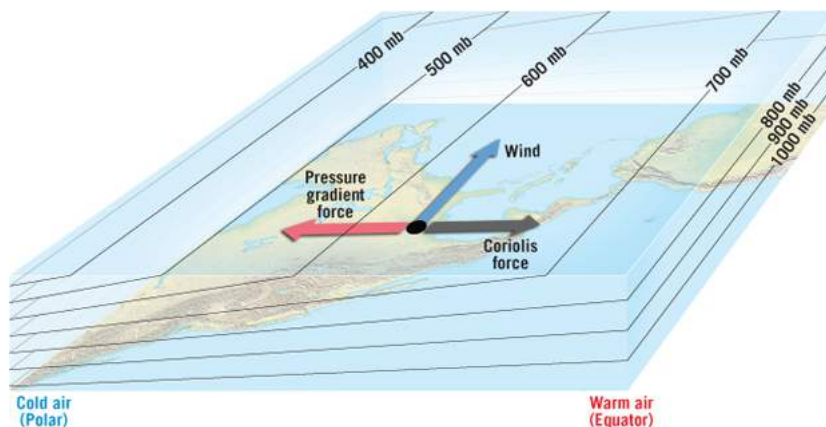 400 mb
500 mb
600 mb
700 mb
800 mb
900 mb
1000 mb
Wind
Pressure
gradient
force
Coriolis
force
Cold air
(Polar)
Warm air
(Equator)